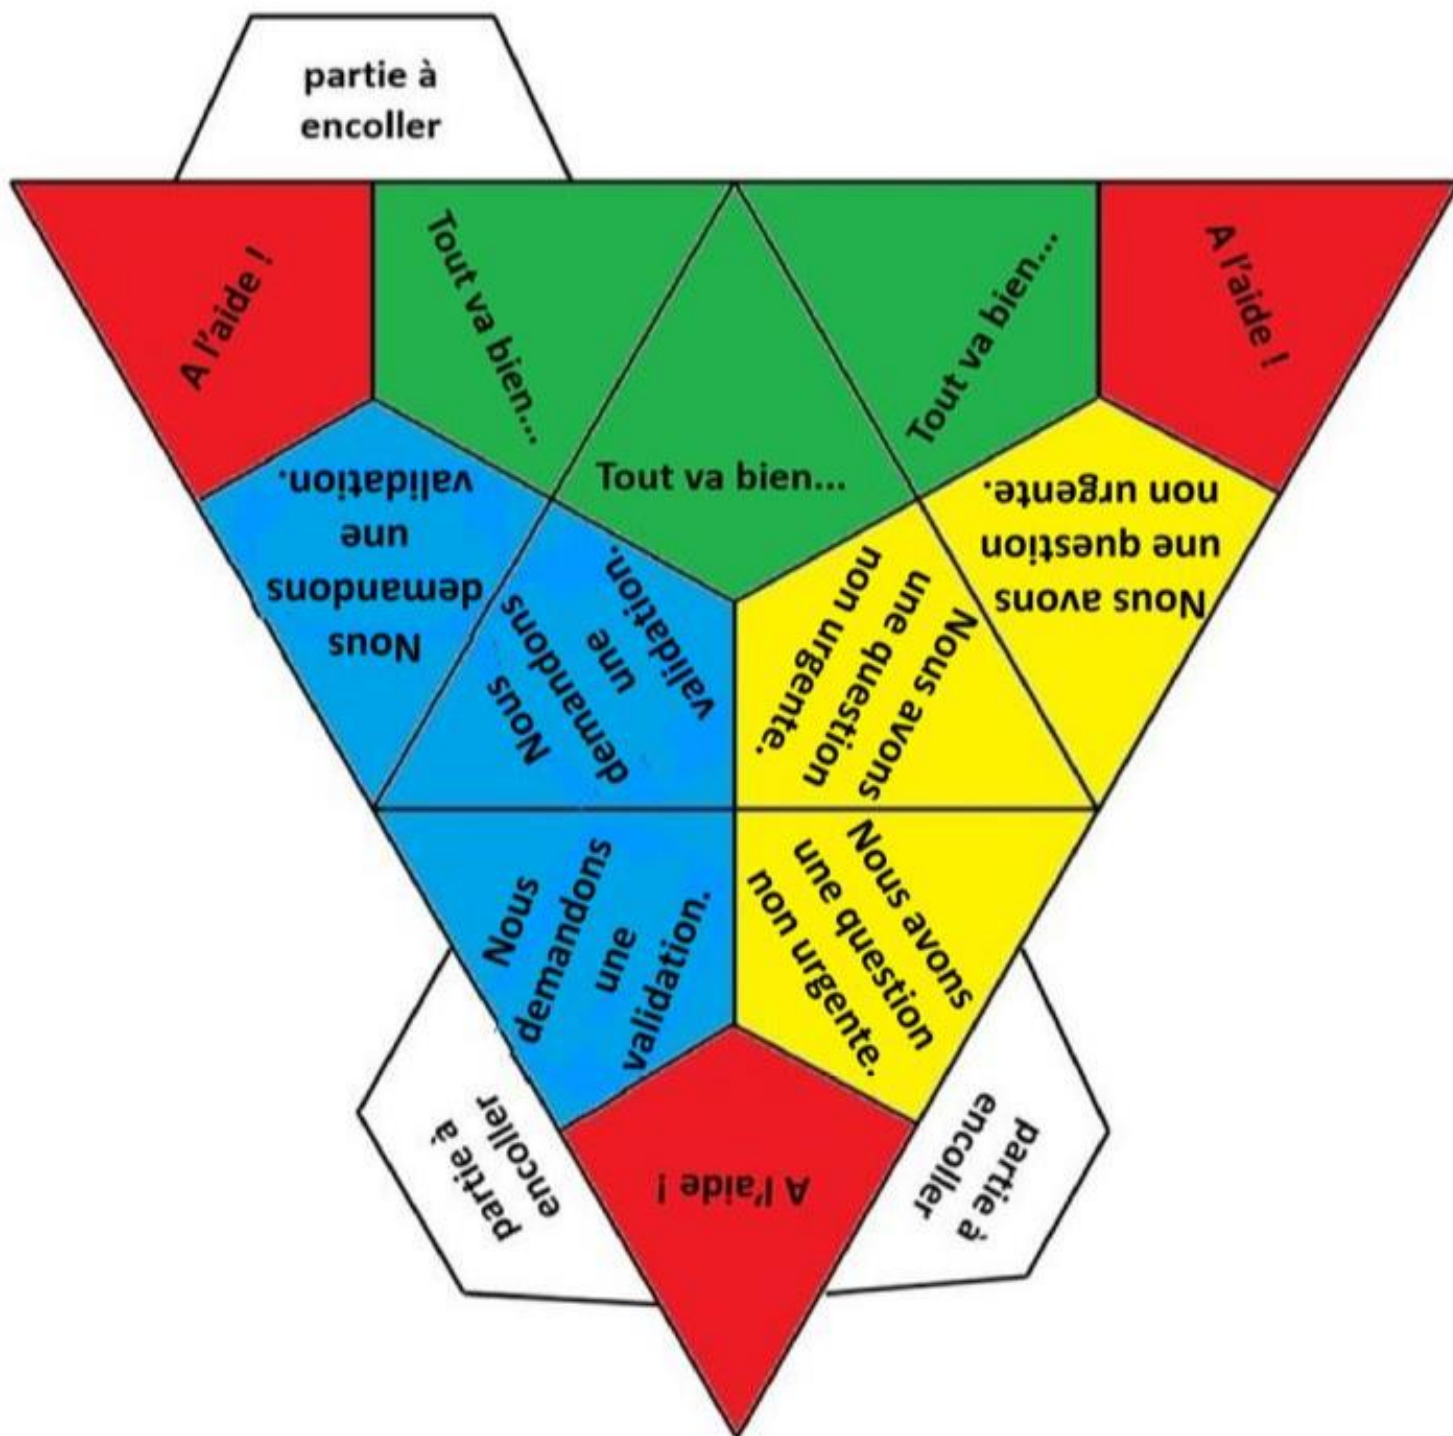 partie à
encoller
A l'aide !
Tout va bien...
Tout va bien...
A l'aide !
Tout va bien...
Nous
demandons
une
validation.
Nous
demandons
une
validation.
Nous avons
une question
non urgente.
Nous avons
une question
non urgente.
Nous
demandons
une
validation.
Nous avons
une question
non urgente.
partie à
encoller
A l'aide !
partie à
encoller